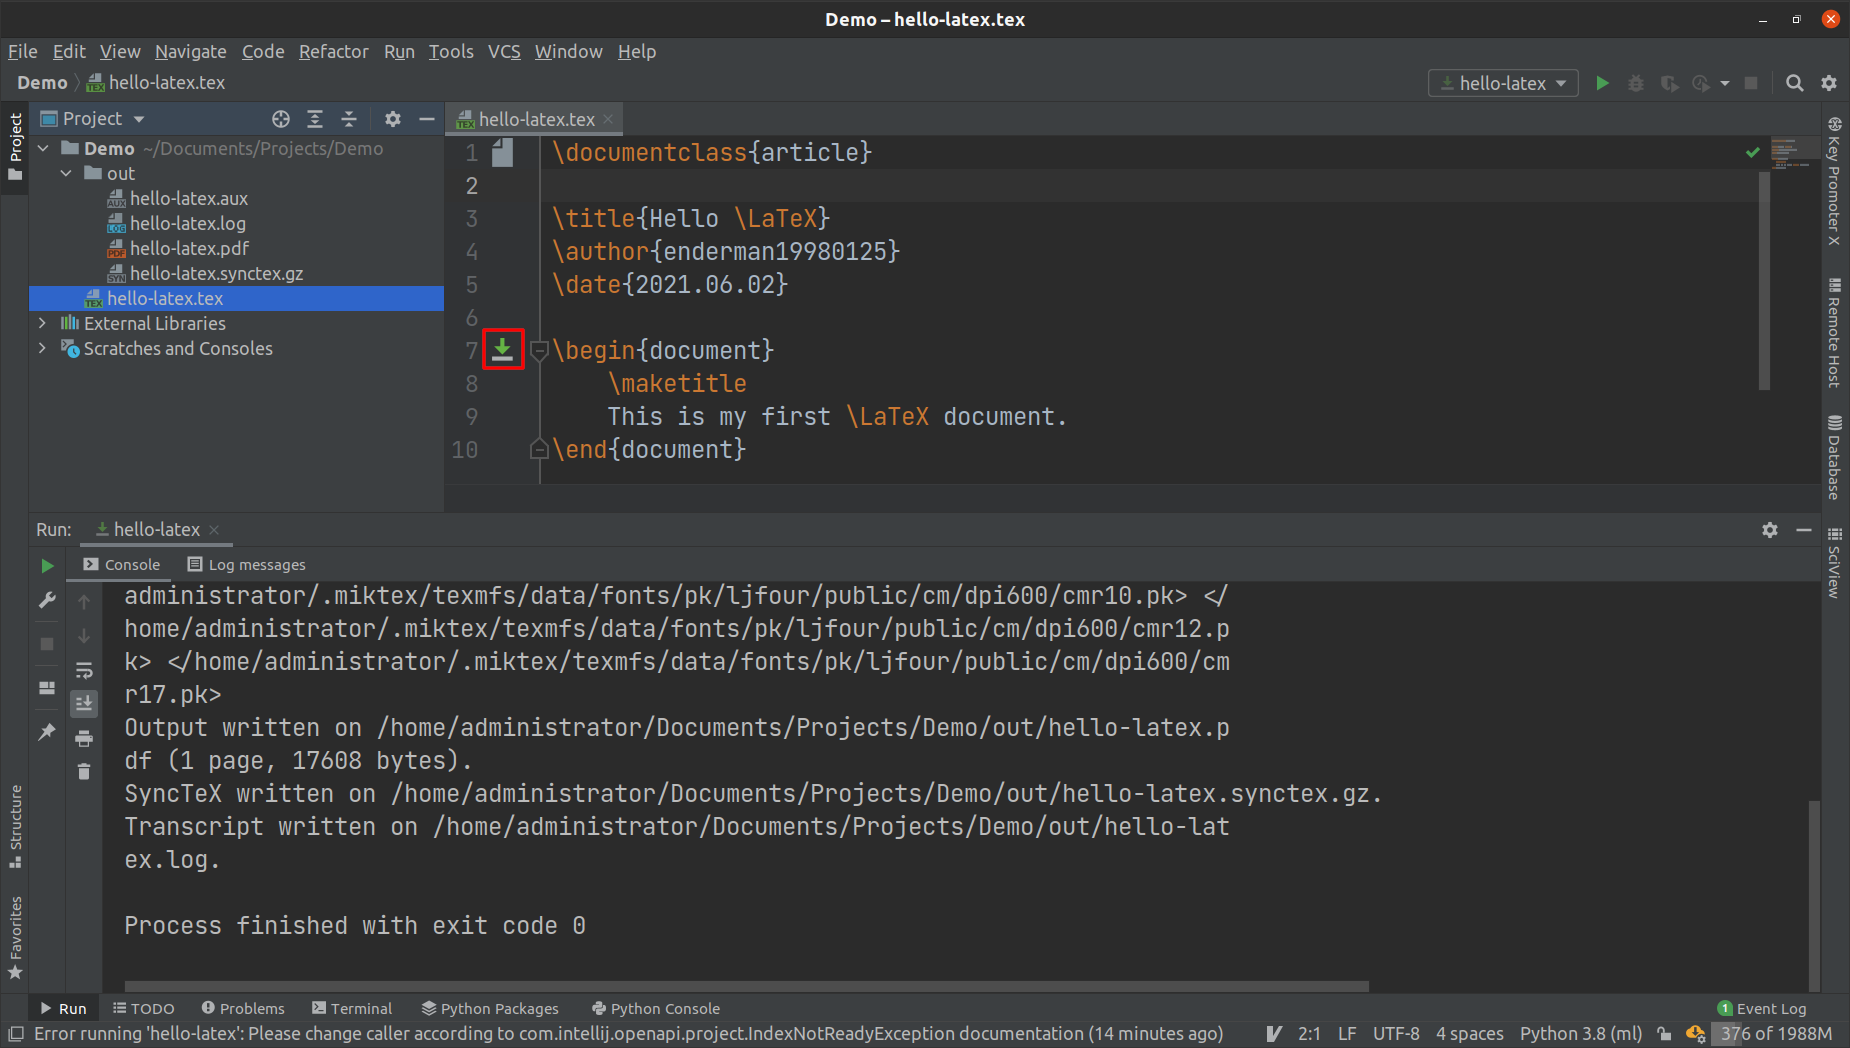 Demo – hello-latex.tex
File Edit View Navigate Code Refactor Run Tools VCS Window Help
Demo hello-latex.tex
hello-latex
Project
Project
Structure
Favorites
Demo ~/Documents/Projects/Demo
out
hello-latex.aux
hello-latex.log
hello-latex.pdf
hello-latex.synctex.gz
hello-latex.tex
External Libraries
Scratches and Consoles
hello-latex.tex
1 \documentclass{article}
2
3 \title{Hello \LaTeX}
4 \author{enderman19980125}
5 \date{2021.06.02}
6
7 \begin{document}
8 \maketitle
9 This is my first \LaTeX document.
10 \end{document}
Key Promoter X
Remote Host
Database
SciView
Run: hello-latex
Console Log messages
administrator/.miktex/texmfs/data/fonts/pk/ljfour/public/cm/dpi600/cmr10.pk> </
home/administrator/.miktex/texmfs/data/fonts/pk/ljfour/public/cm/dpi600/cmr12.p
k> </home/administrator/.miktex/texmfs/data/fonts/pk/ljfour/public/cm/dpi600/cm
r17.pk>
Output written on /home/administrator/Documents/Projects/Demo/out/hello-latex.p
df (1 page, 17608 bytes).
SyncTeX written on /home/administrator/Documents/Projects/Demo/out/hello-latex.synctex.gz.
Transcript written on /home/administrator/Documents/Projects/Demo/out/hello-lat
ex.log.
Process finished with exit code 0
Run TODO Problems Terminal Python Packages Python Console 1 Event Log
Error running 'hello-latex': Please change caller according to com.intellij.openapi.project.IndexNotReadyException documentation (14 minutes ago) 2:1 LF UTF-8 4 spaces Python 3.8 (ml) 376 of 1988M